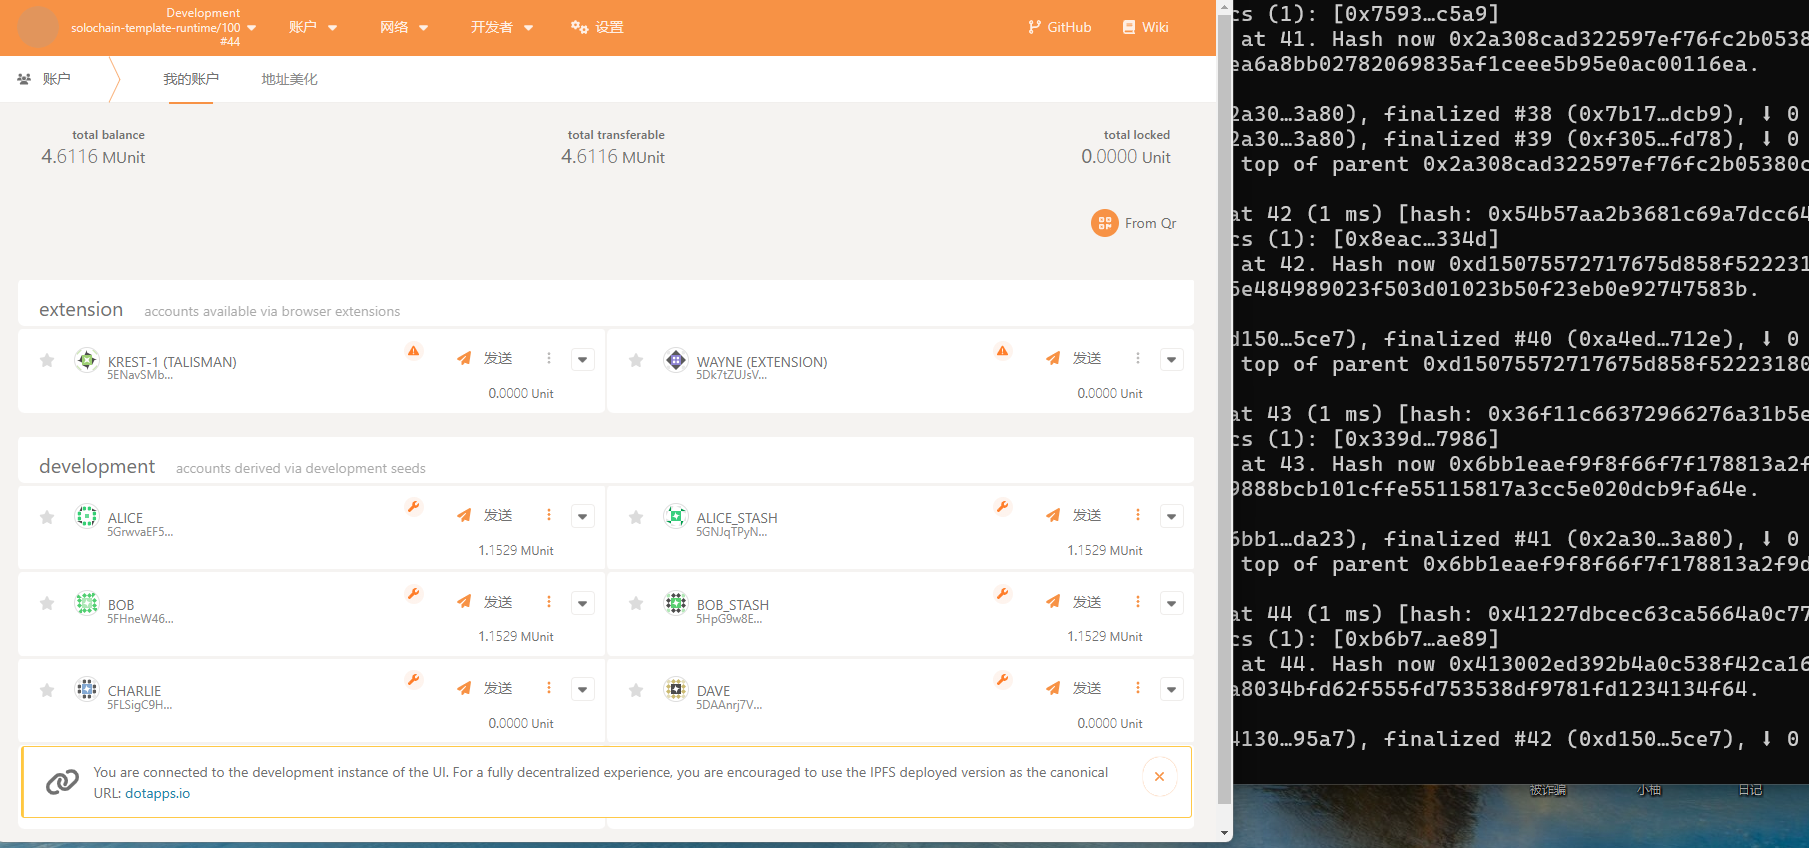 Development
solochain-template-runtime/100
#44
账户
网络
开发者
设置
GitHub
Wiki
账户
我的账户
地址美化
total balance
4.6116 MUnit
total transferable
4.6116 MUnit
total locked
0.0000 Unit
From Qr
extension accounts available via browser extensions
KREST-1 (TALISMAN)
5ENavSMb...
发送
0.0000 Unit
WAYNE (EXTENSION)
5Dk7tZUJsV...
发送
0.0000 Unit
development accounts derived via development seeds
ALICE
5GrwvaEF5...
发送
1.1529 MUnit
ALICE_STASH
5GNJqTPyN...
发送
1.1529 MUnit
BOB
5FHneW46...
发送
1.1529 MUnit
BOB_STASH
5HpG9w8E...
发送
1.1529 MUnit
CHARLIE
5FLSigC9H...
发送
0.0000 Unit
DAVE
5DAAnrj7V...
发送
0.0000 Unit
You are connected to the development instance of the UI. For a fully decentralized experience, you are encouraged to use the IPFS deployed version as the canonical
URL: dotapps.io
cs (1): [0x7593…c5a9]
at 41. Hash now 0x2a308cad322597ef76fc2b0538
ea6a8bb02782069835af1ceee5b95e0ac00116ea.
2a30…3a80), finalized #38 (0x7b17…dcb9), ⬇ 0
2a30…3a80), finalized #39 (0xf305…fd78), ⬇ 0
top of parent 0x2a308cad322597ef76fc2b05380c
at 42 (1 ms) [hash: 0x54b57aa2b3681c69a7dcc64
cs (1): [0x8eac…334d]
at 42. Hash now 0xd15075572717675d858f522231
6e484989023f503d01023b50f23eb0e92747583b.
d150…5ce7), finalized #40 (0xa4ed…712e), ⬇ 0
top of parent 0xd15075572717675d858f52223180
at 43 (1 ms) [hash: 0x36f11c66372966276a31b5e
cs (1): [0x339d…7986]
at 43. Hash now 0x6bb1eaef9f8f66f7f178813a2f
9888bcb101cffe55115817a3cc5e020dcb9fa64e.
6bb1…da23), finalized #41 (0x2a30…3a80), ⬇ 0
top of parent 0x6bb1eaef9f8f66f7f178813a2f9d
at 44 (1 ms) [hash: 0x41227dbcec63ca5664a0c77
cs (1): [0xb6b7…ae89]
at 44. Hash now 0x413002ed392b4a0c538f42ca16
a8034bfd62f555fd753538df9781fd1234134f64.
4130…95a7), finalized #42 (0xd150…5ce7), ⬇ 0
被诈骗
小柚
日记